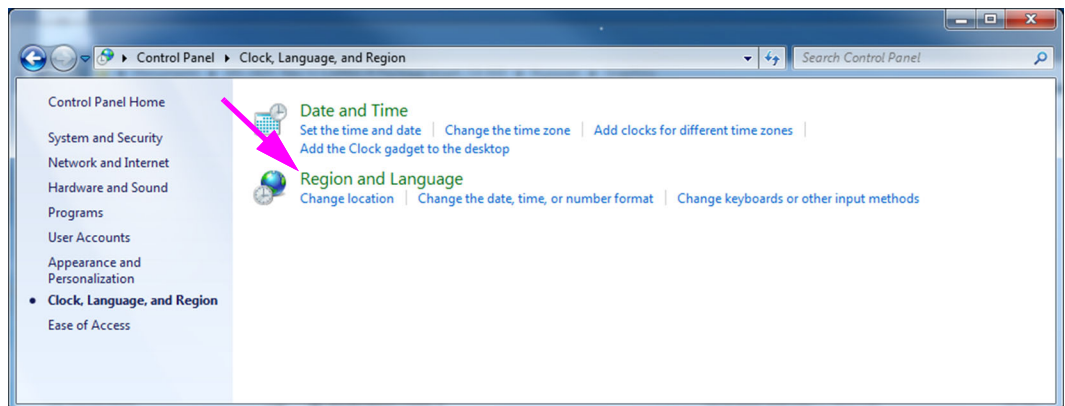 Control Panel Clock, Language, and Region
Search Control Panel
Control Panel Home
System and Security
Network and Internet
Hardware and Sound
Programs
User Accounts
Appearance and
Personalization
Clock, Language, and Region
Ease of Access
Date and Time
Set the time and date Change the time zone Add clocks for different time zones
Add the Clock gadget to the desktop
Region and Language
Change location Change the date, time, or number format Change keyboards or other input methods